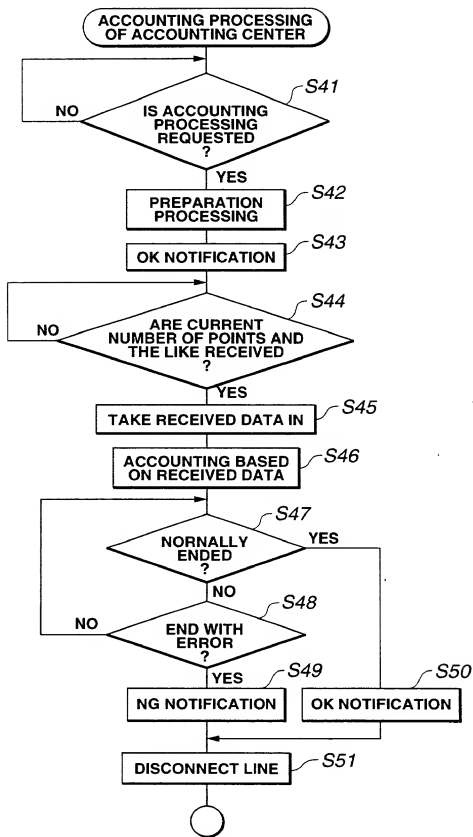 ACCOUNTING PROCESSING
OF ACCOUNTING CENTER
S41
NO
IS ACCOUNTING
PROCESSING
REQUESTED
?
YES
S42
PREPARATION
PROCESSING
S43
OK NOTIFICATION
S44
NO
ARE CURRENT
NUMBER OF POINTS AND
THE LIKE RECEIVED
?
YES
S45
TAKE RECEIVED DATA IN
S46
ACCOUNTING BASED
ON RECEIVED DATA
S47
YES
NORNALLY
ENDED
?
NO
S48
NO
END WITH
ERROR
?
YES
S49
NG NOTIFICATION
S50
OK NOTIFICATION
S51
DISCONNECT LINE